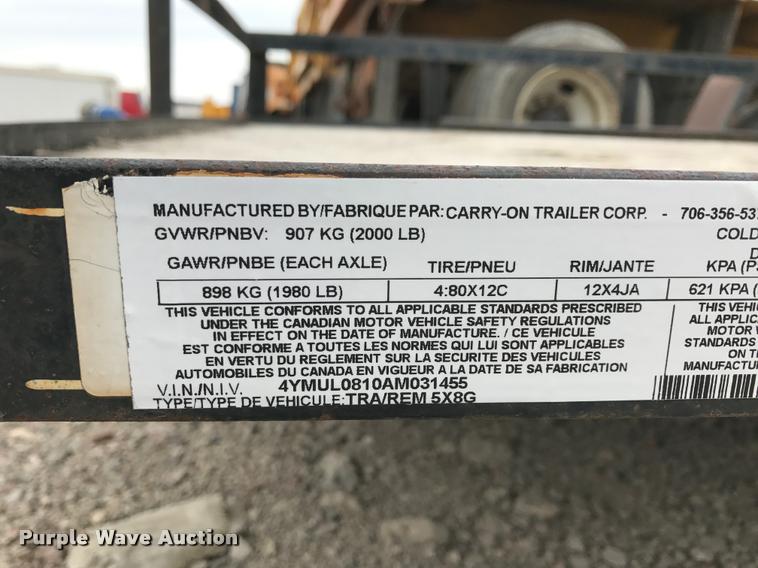 MANUFACTURED BY/FABRIQUE PAR: CARRY-ON TRAILER CORP. - 706-356-53
GVWR/PNBV: 907 KG (2000 LB) COLD
GAWR/PNBE (EACH AXLE) TIRE/PNEU RIM/JANTE KPA (P
898 KG (1980 LB) 4:80X12C 12X4JA 621 KPA (
THIS VEHICLE CONFORMS TO ALL APPLICABLE STANDARDS PRESCRIBED
UNDER THE CANADIAN MOTOR VEHICLE SAFETY REGULATIONS
IN EFFECT ON THE DATE OF MANUFACTURE. / CE VEHICULE
EST CONFORME A TOUTES LES NORMES QUI LUI SONT APPLICABLES
EN VERTU DU REGLEMENT SUR LA SECURITE DES VEHICULES
AUTOMOBILES DU CANADA EN VIGUEUR A LA DATE DE SA FABRICATION
THIS VEHI
ALL APPLICA
MOTOR V
STANDARDS
ON T
MANUFACTUR
V.I.N./N.I.V. 4YMUL0810AM031455
TYPE/TYPE DE VEHICULE: TRA/REM 5X8G
Purple Wave Auction